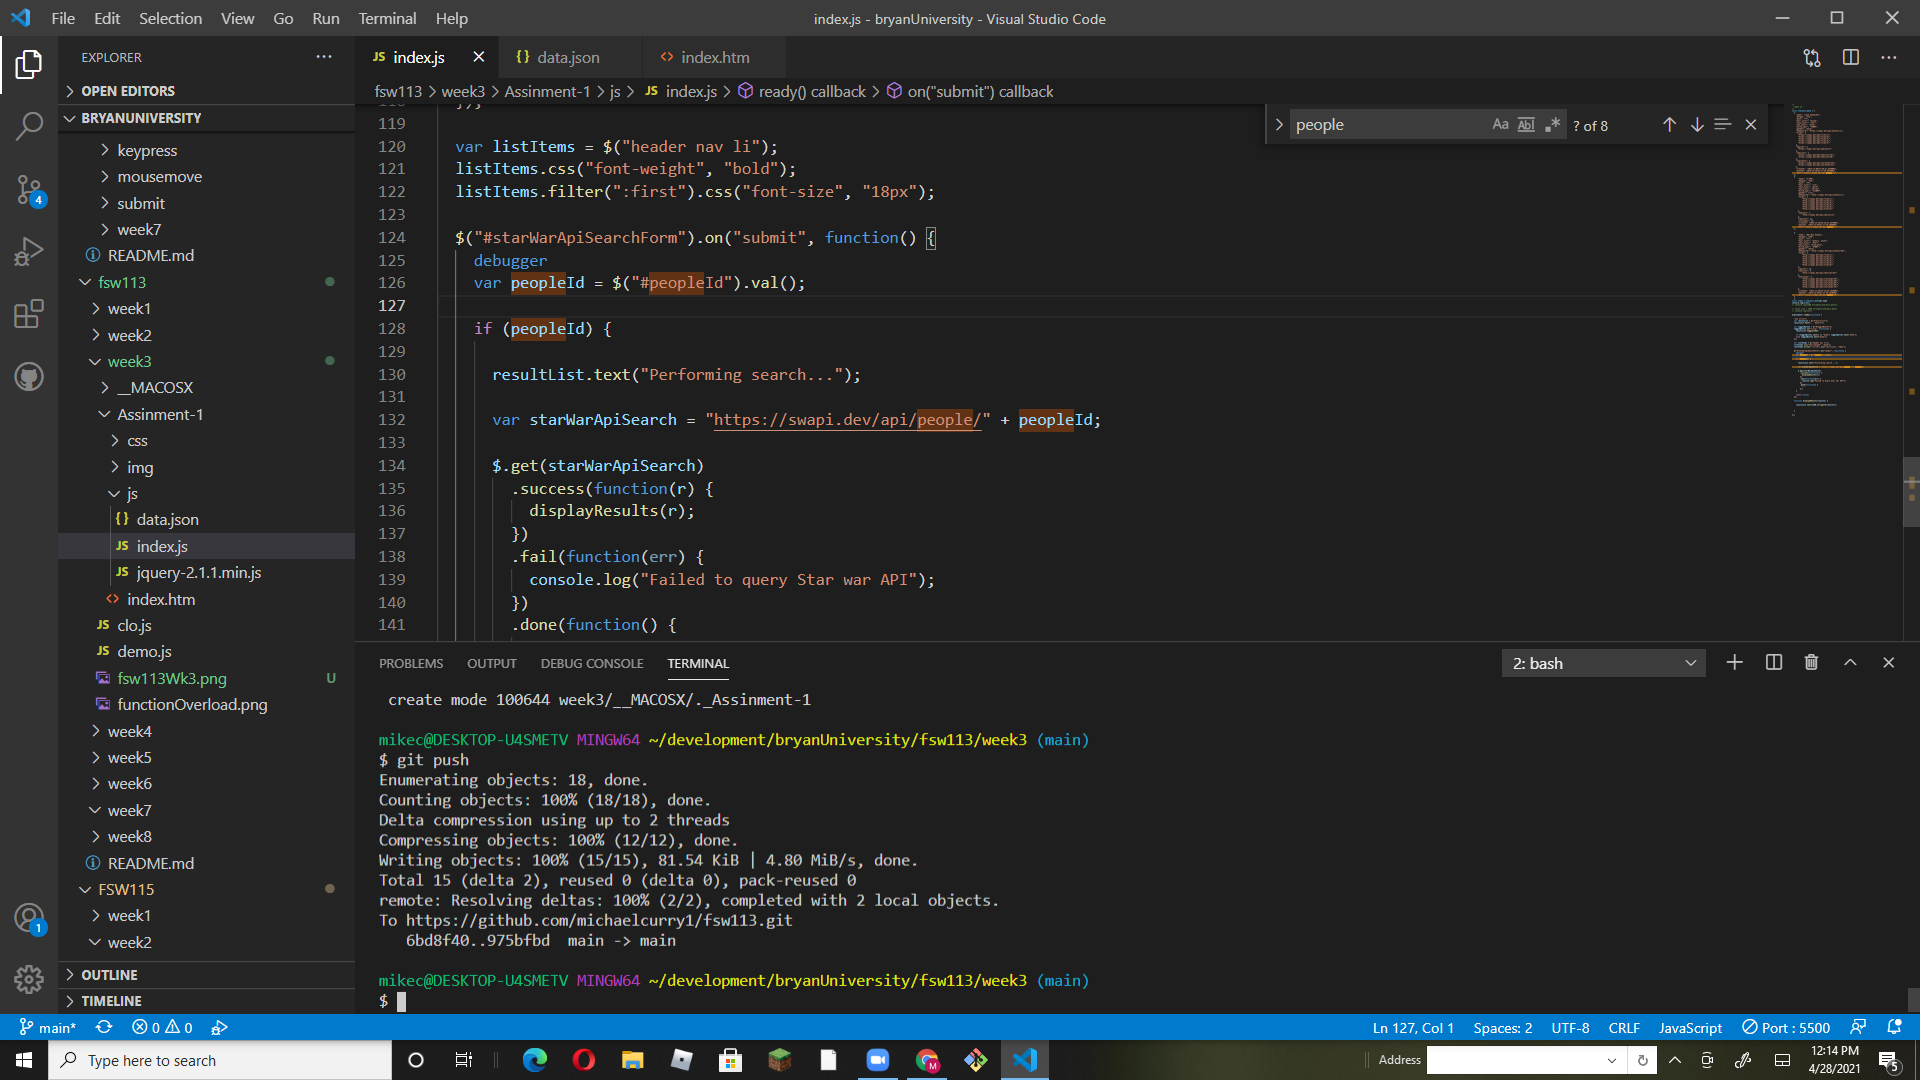 File Edit Selection View Go Run Terminal Help
index.js - bryanUniversity - Visual Studio Code
EXPLORER
OPEN EDITORS
BRYANUNIVERSITY
keypress
mousemove
submit
week7
README.md
fsw113
week1
week2
week3
__MACOSX
Assinment-1
css
img
js
data.json
index.js
jquery-2.1.1.min.js
index.htm
clo.js
demo.js
fsw113Wk3.png U
functionOverload.png
week4
week5
week6
week7
week8
README.md
FSW115
week1
week2
OUTLINE
TIMELINE
4
1
JS index.js data.json index.htm
fsw113 > week3 > Assinment-1 > js > JS index.js > ready() callback > on("submit") callback
people Aa Abl ? of 8
119
120 var listItems = $("header nav li");
121 listItems.css("font-weight", "bold");
122 listItems.filter(":first").css("font-size", "18px");
123
124 $("#starWarApiSearchForm").on("submit", function() {
125 debugger
126 var peopleId = $("#peopleId").val();
127
128 if (peopleId) {
129
130 resultList.text("Performing search...");
131
132 var starWarApiSearch = "https://swapi.dev/api/people/" + peopleId;
133
134 $.get(starWarApiSearch)
135 .success(function(r) {
136 displayResults(r);
137 })
138 .fail(function(err) {
139 console.log("Failed to query Star war API");
140 })
141 .done(function() {
PROBLEMS OUTPUT DEBUG CONSOLE TERMINAL
2: bash
create mode 100644 week3/__MACOSX/._Assinment-1
mikec@DESKTOP-U4SMETV MINGW64 ~/development/bryanUniversity/fsw113/week3 (main)
$ git push
Enumerating objects: 18, done.
Counting objects: 100% (18/18), done.
Delta compression using up to 2 threads
Compressing objects: 100% (12/12), done.
Writing objects: 100% (15/15), 81.54 KiB | 4.80 MiB/s, done.
Total 15 (delta 2), reused 0 (delta 0), pack-reused 0
remote: Resolving deltas: 100% (2/2), completed with 2 local objects.
To https://github.com/michaelcurry1/fsw113.git
6bd8f40..975bfbd main -> main
mikec@DESKTOP-U4SMETV MINGW64 ~/development/bryanUniversity/fsw113/week3 (main)
$
main* 0 0
Ln 127, Col 1 Spaces: 2 UTF-8 CRLF JavaScript Port : 5500
Type here to search
M
Address
12:14 PM
4/28/2021
5